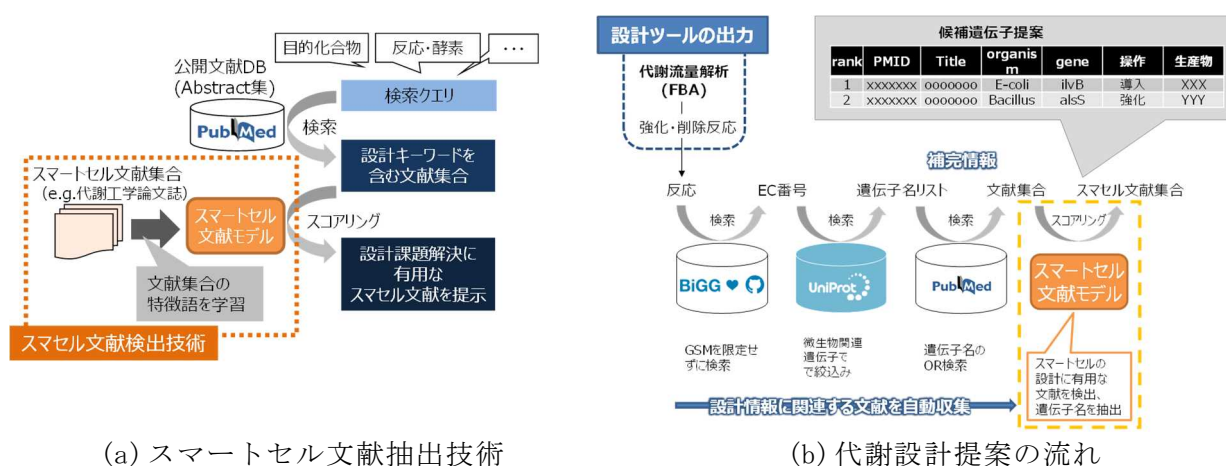 目的化合物
反応・酵素
・・・
公開文献DB
(Abstract集)
PubMed
検索クエリ
検索
設計キーワードを
含む文献集合
スマートセル文献集合
(e.g.代謝工学論文誌)
スマートセル
文献モデル
スコアリング
文献集合の
特徴語を学習
設計課題解決に
有用な
スマセル文献を提示
スマセル文献検出技術
(a)スマートセル文献抽出技術
設計ツールの出力
代謝流量解析
(FBA)
強化・削除反応
候補遺伝子提案
rank PMID Title organis
m gene 操作 生産物
1 xxxxxxx ooooooo E-coli ilvB 導入 XXX
2 xxxxxxx ooooooo Bacillus alsS 強化 YYY
補完情報
反応 EC番号 遺伝子名リスト 文献集合 スマセル文献集合
検索 検索 検索 スコアリング
BiGG
UniProt
PubMed
スマートセル
文献モデル
GSMを限定せ
ずに検索
微生物関連
遺伝子で
で絞込み
遺伝子名の
OR検索
スマートセルの
設計に有用な
文献を検出、
遺伝子名を抽出
設計情報に関連する文献を自動収集
(b)代謝設計提案の流れ